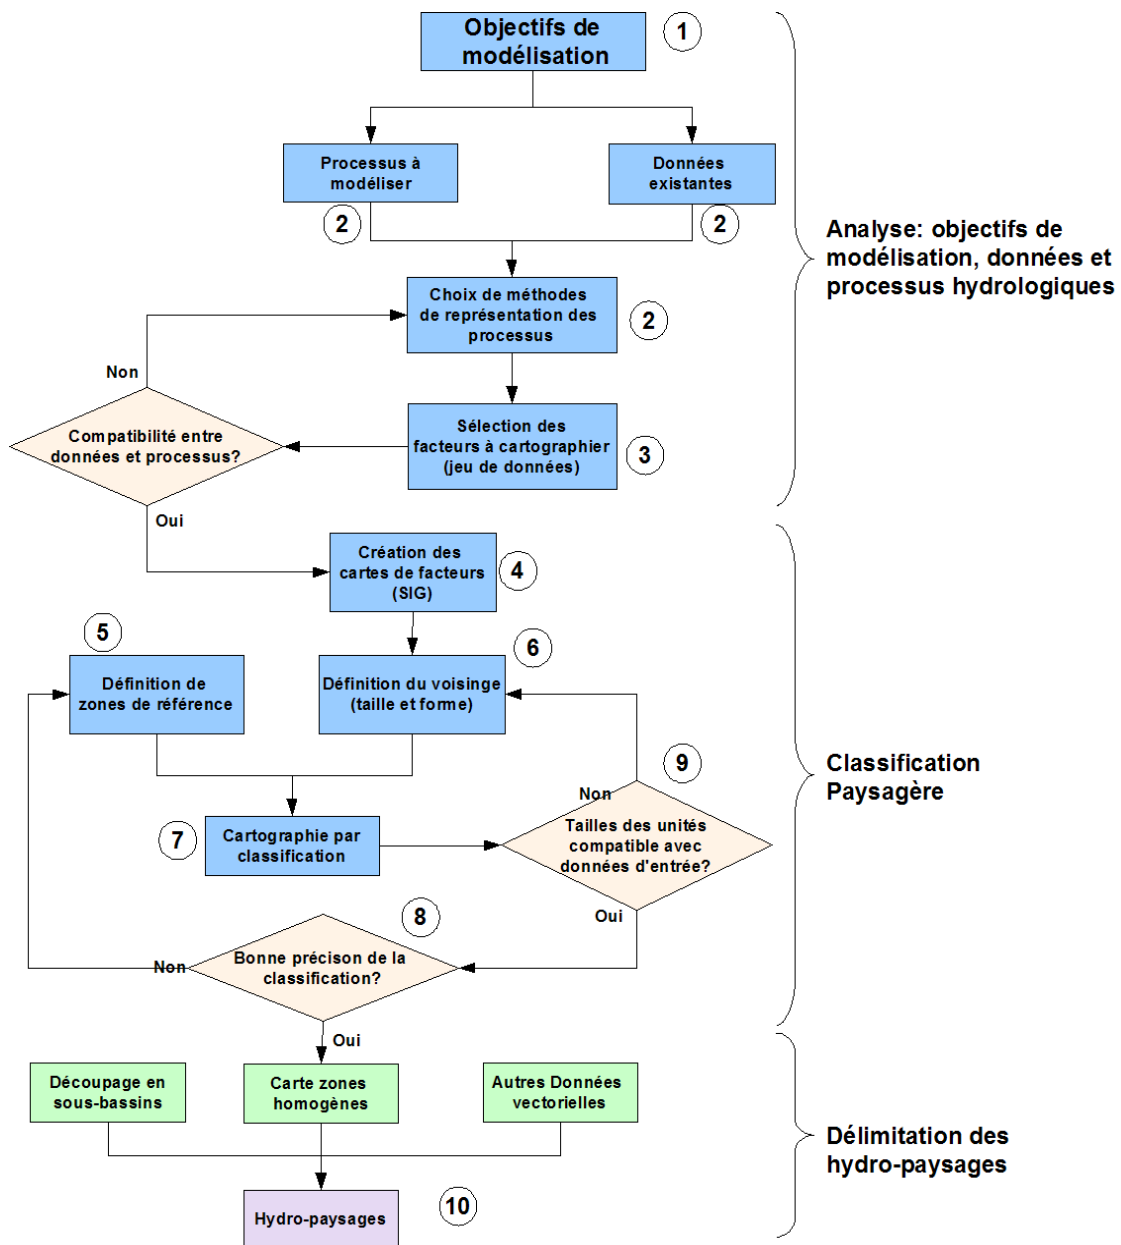 Objectifs de
modélisation
1
Processus à
modéliser
Données
existantes
2
2
Analyse: objectifs de
modélisation, données et
processus hydrologiques
Choix de méthodes
de représentation des
processus
2
Non
Compatibilité entre
données et processus?
Sélection des
facteurs à cartographier
(jeu de données)
3
Oui
Création des
cartes de facteurs
(SIG)
4
5
6
Définition de
zones de référence
Définition du voisinge
(taille et forme)
9
Classification
Paysagère
Non
7
Cartographie par
classification
Tailles des unités
compatible avec
données d'entrée?
Oui
8
Bonne précison de la
classification?
Non
Oui
Découpage en
sous-bassins
Carte zones
homogènes
Autres Données
vectorielles
Délimitation des
hydro-paysages
Hydro-paysages
10